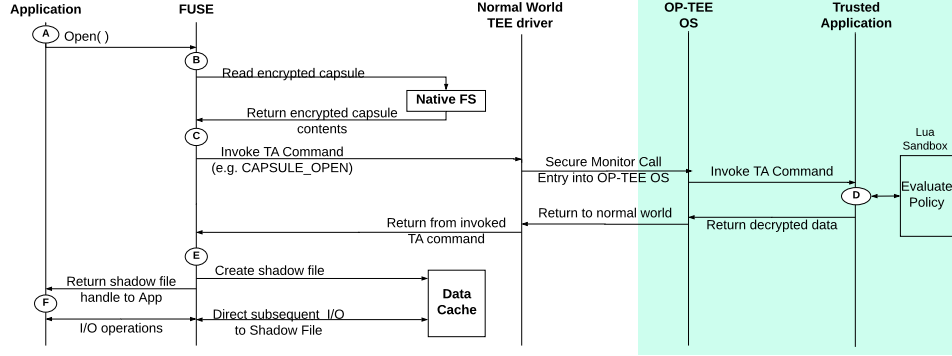 Application
FUSE
Normal World
TEE driver
OP-TEE
OS
Trusted
Application
A
Open( )
B
Read encrypted capsule
Native FS
Return encrypted capsule
contents
C
Invoke TA Command
(e.g. CAPSULE_OPEN)
Secure Monitor Call
Entry into OP-TEE OS
Invoke TA Command
Lua
Sandbox
D
Evaluate
Policy
Return decrypted data
Return to normal world
Return from invoked
TA command
E
Create shadow file
Return shadow file
handle to App
Data
Cache
F
I/O operations
Direct subsequent I/O
to Shadow File